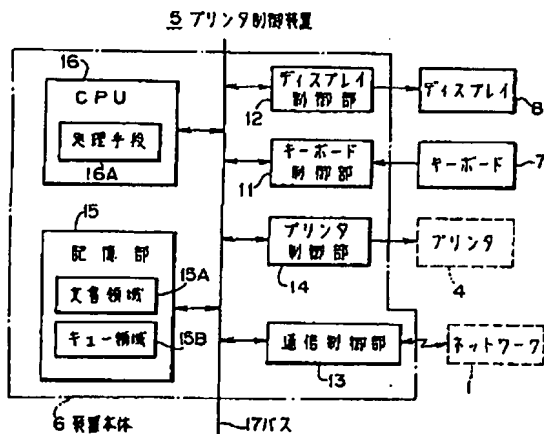 5 プリンタ制御装置
16
CPU
処理手段
16A
15
記憶部
文書領域
15A
キュー領域
15B
ディスプレイ
制御部
12
ディスプレイ
8
キーボード
制御部
11
キーボード
7
プリンタ
制御部
14
プリンタ
4
通信制御部
13
ネットワーク
1
6 装置本体
17バス